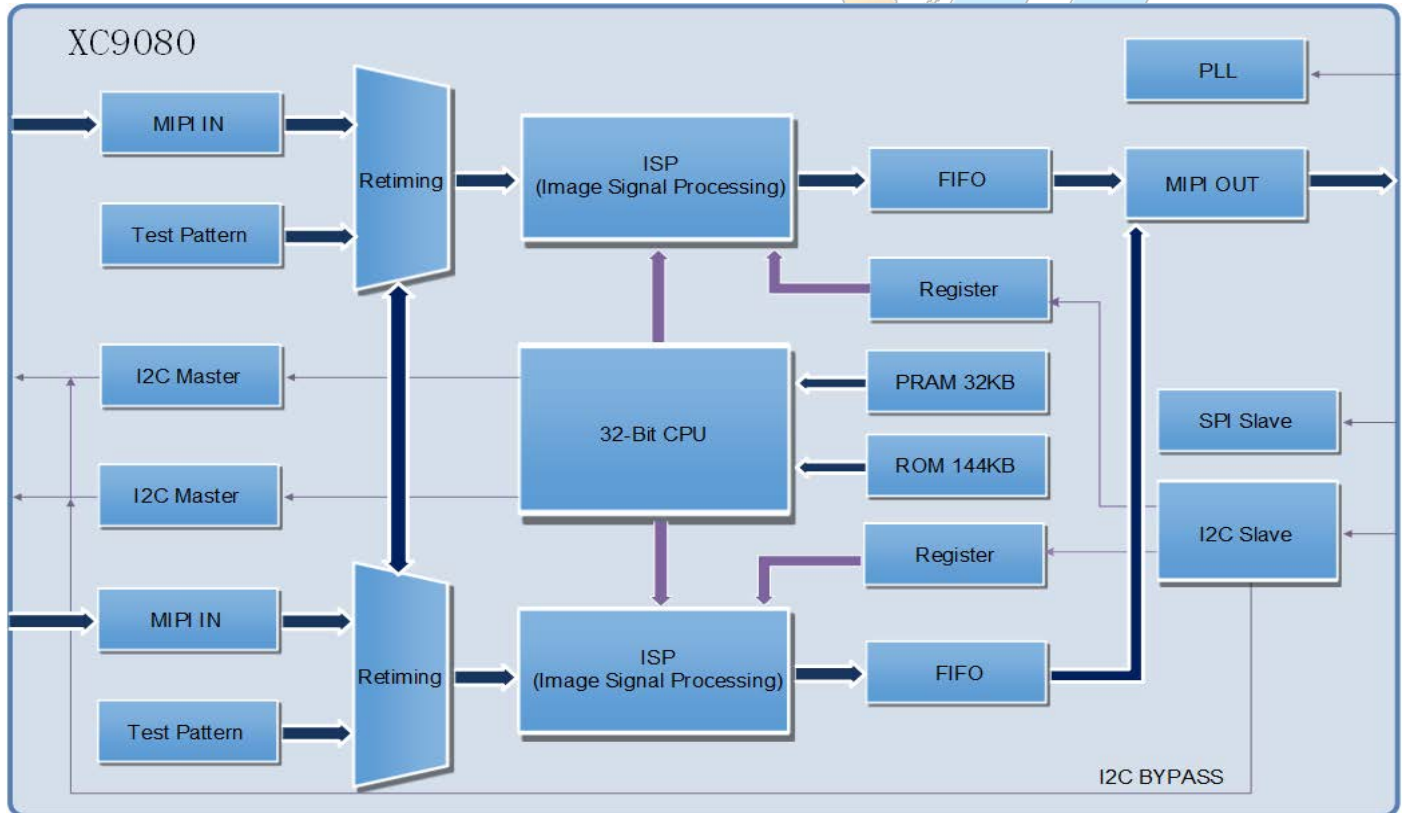 XC9080
PLL
MIPI IN
Retiming
ISP
(Image Signal Processing)
FIFO
MIPI OUT
Test Pattern
Register
I2C Master
32-Bit CPU
PRAM 32KB
SPI Slave
ROM 144KB
I2C Master
I2C Slave
Register
MIPI IN
Retiming
ISP
(Image Signal Processing)
FIFO
Test Pattern
I2C BYPASS